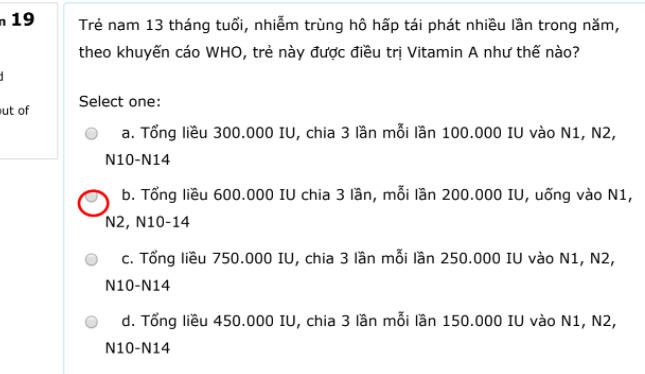 19
Trẻ nam 13 tháng tuổi, nhiễm trùng hô hấp tái phát nhiều lần trong năm,
theo khuyến cáo WHO, trẻ này được điều trị Vitamin A như thế nào?
out of
Select one:
a. Tổng liều 300.000 IU, chia 3 lần mỗi lần 100.000 IU vào N1, N2,
N10-N14
b. Tổng liều 600.000 IU chia 3 lần, mỗi lần 200.000 IU, uống vào N1,
N2, N10-14
c. Tổng liều 750.000 IU, chia 3 lần mỗi lần 250.000 IU vào N1, N2,
N10-N14
d. Tổng liều 450.000 IU, chia 3 lần mỗi lần 150.000 IU vào N1, N2,
N10-N14